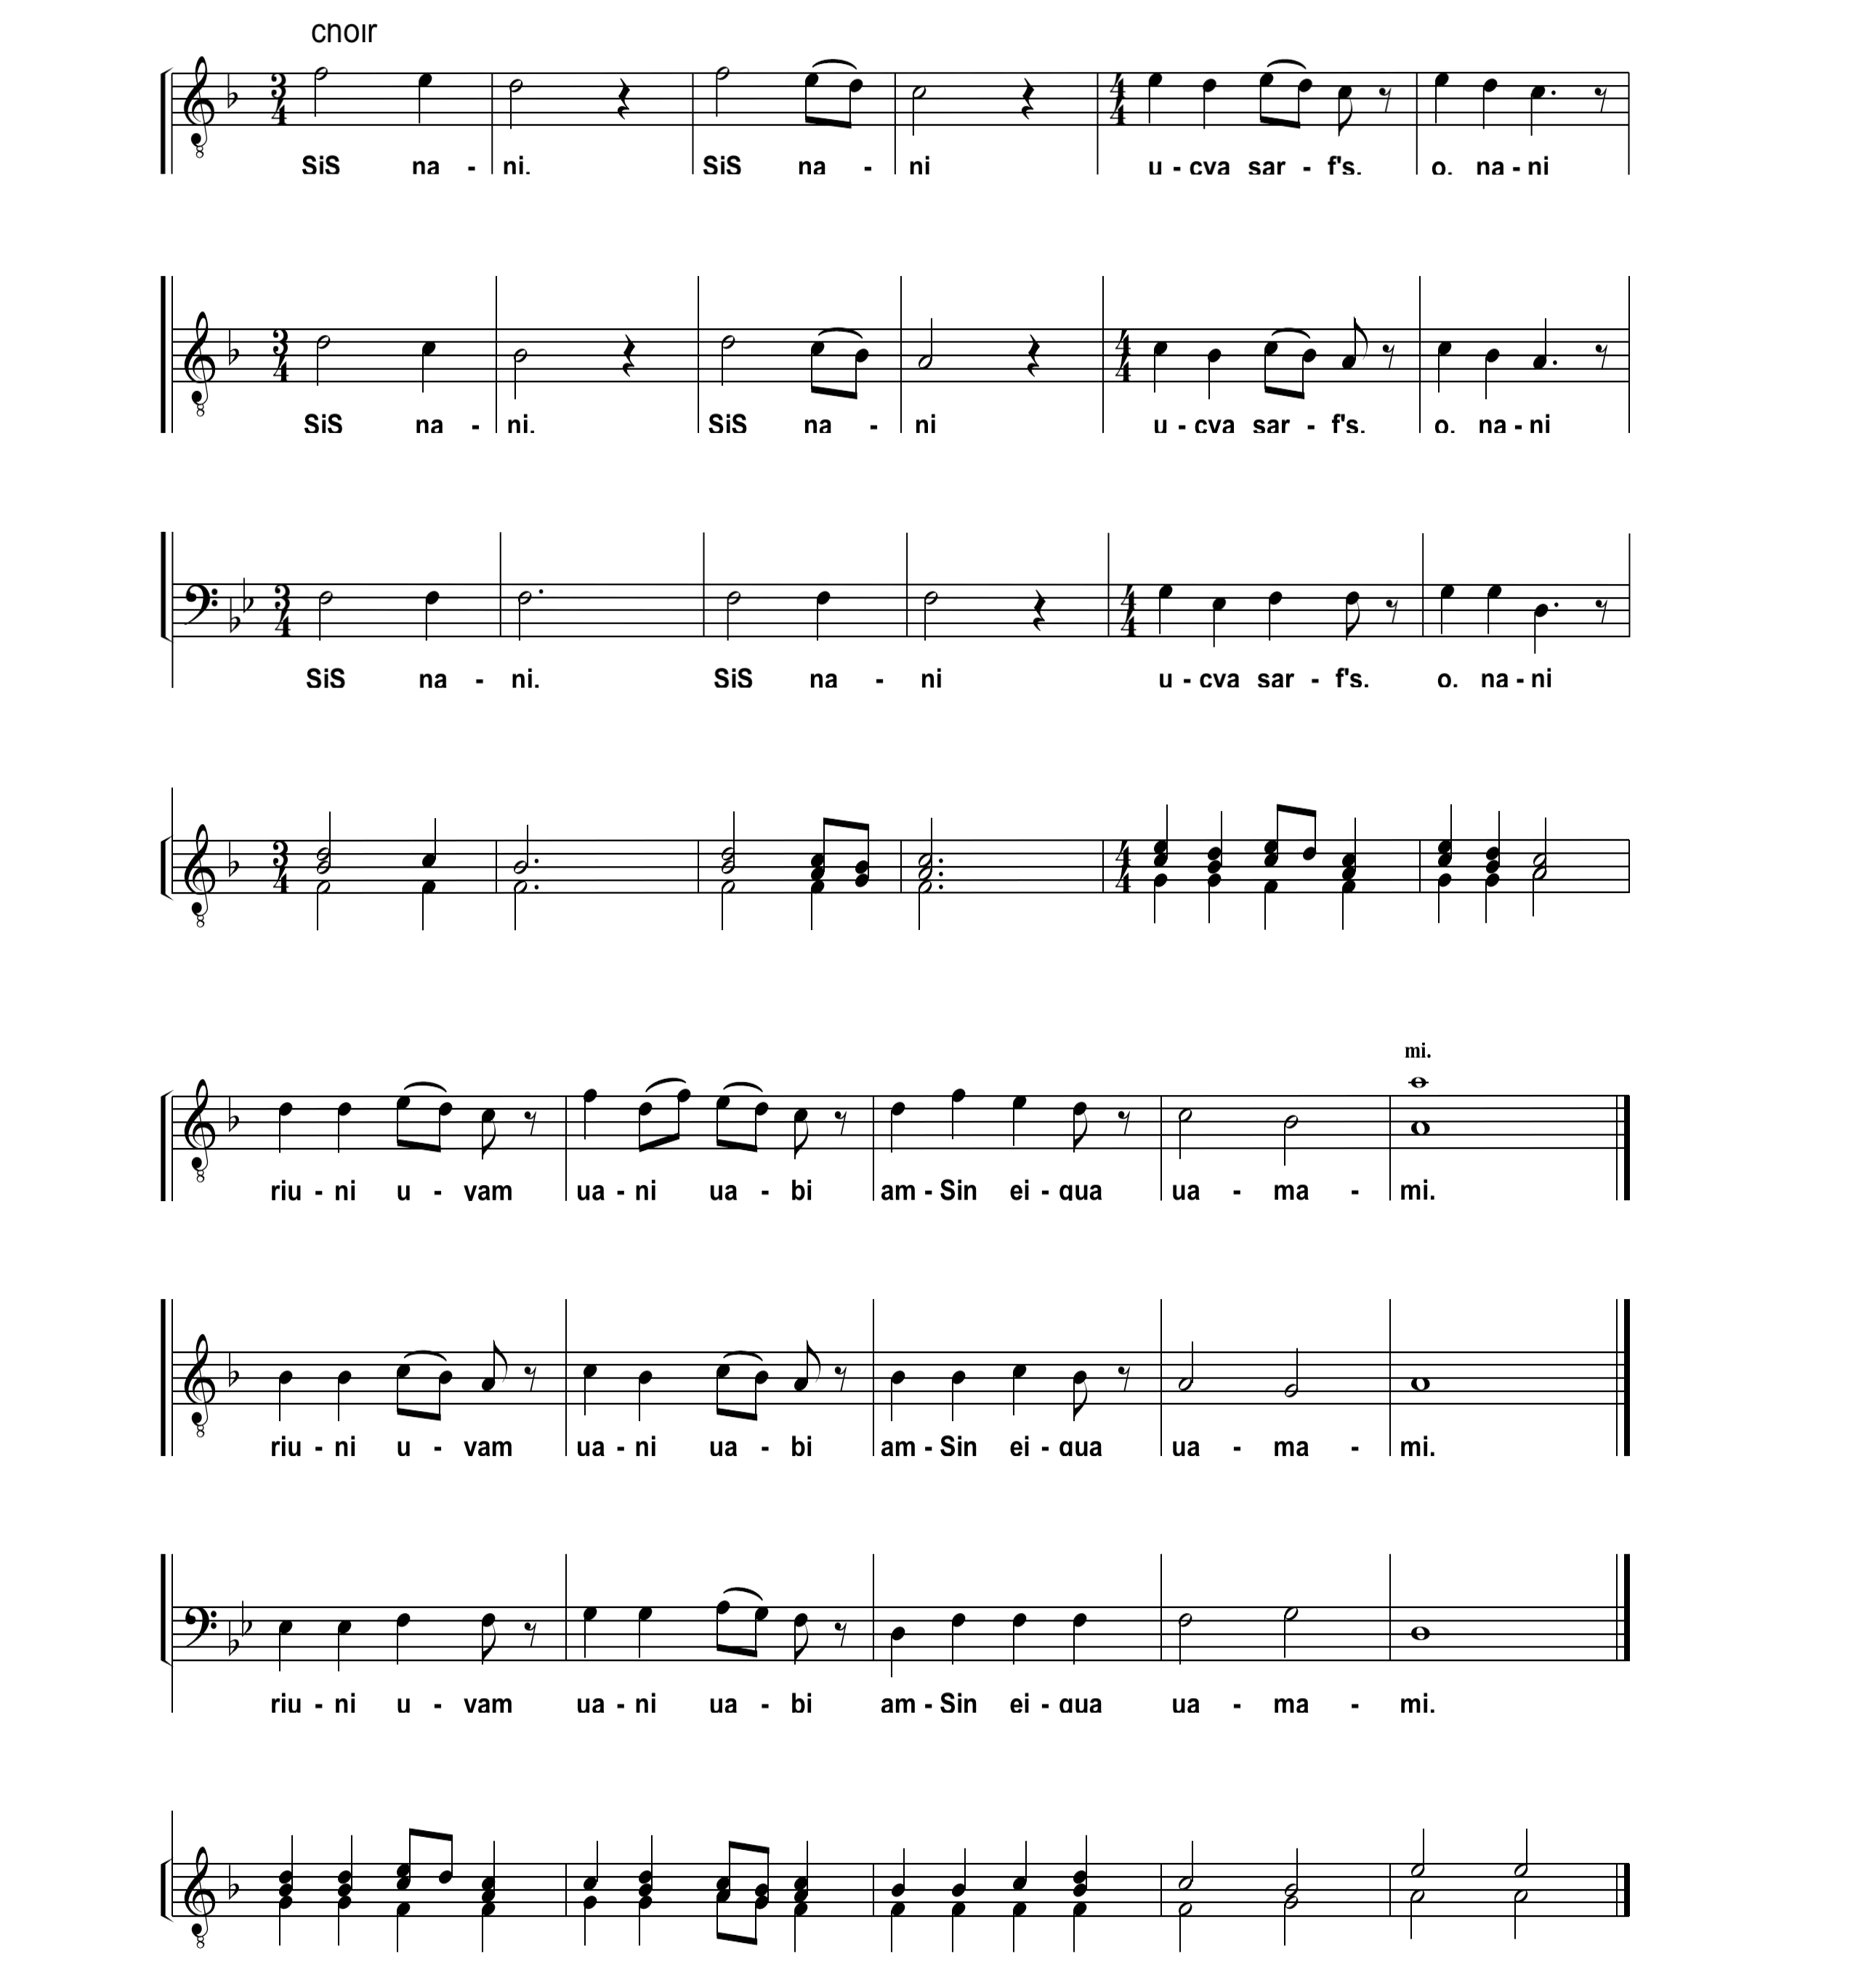 choir
SiS na - ni. SiS na - ni u - cva sar - f's. o. na - ni
SiS na - ni. SiS na - ni u - cva sar - f's. o. na - ni
SiS na - ni. SiS na - ni u - cva sar - f's. o. na - ni
mi.
riu - ni u - vam ua - ni ua - bi am - Sin ei - qua ua - ma - mi.
riu - ni u - vam ua - ni ua - bi am - Sin ei - qua ua - ma - mi.
riu - ni u - vam ua - ni ua - bi am - Sin ei - qua ua - ma - mi.